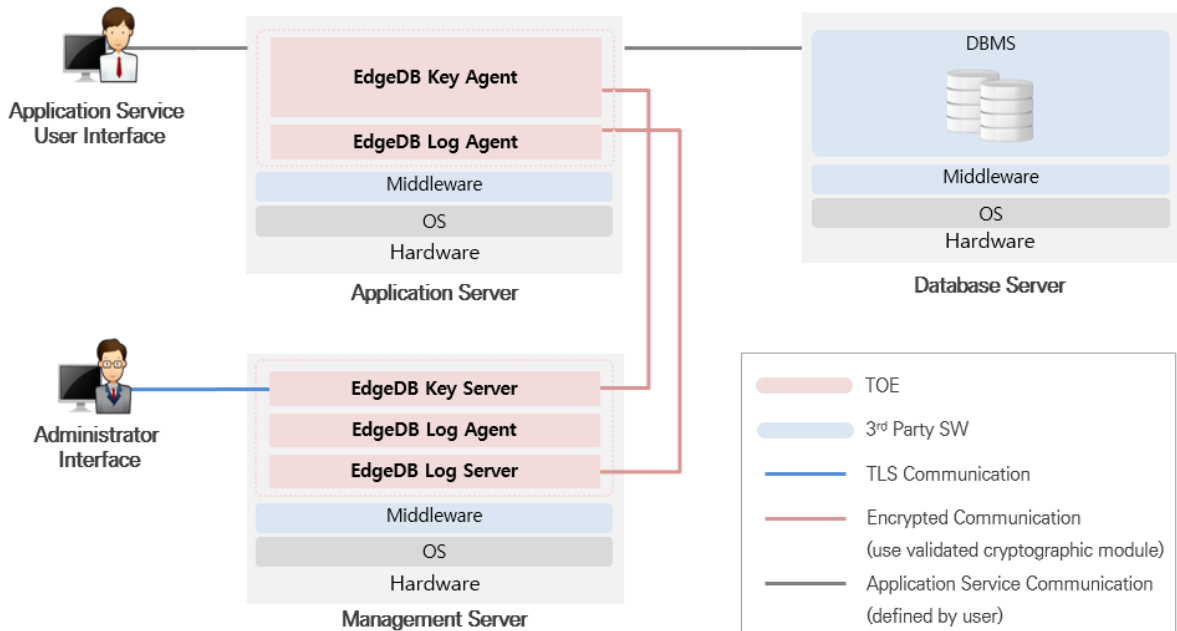 Application Service
User Interface
EdgeDB Key Agent
EdgeDB Log Agent
Middleware
OS
Hardware
Application Server
DBMS
Middleware
OS
Hardware
Database Server
Administrator
Interface
EdgeDB Key Server
EdgeDB Log Agent
EdgeDB Log Server
Middleware
OS
Hardware
Management Server
TOE
3rd Party SW
TLS Communication
Encrypted Communication
(use validated cryptographic module)
Application Service Communication
(defined by user)